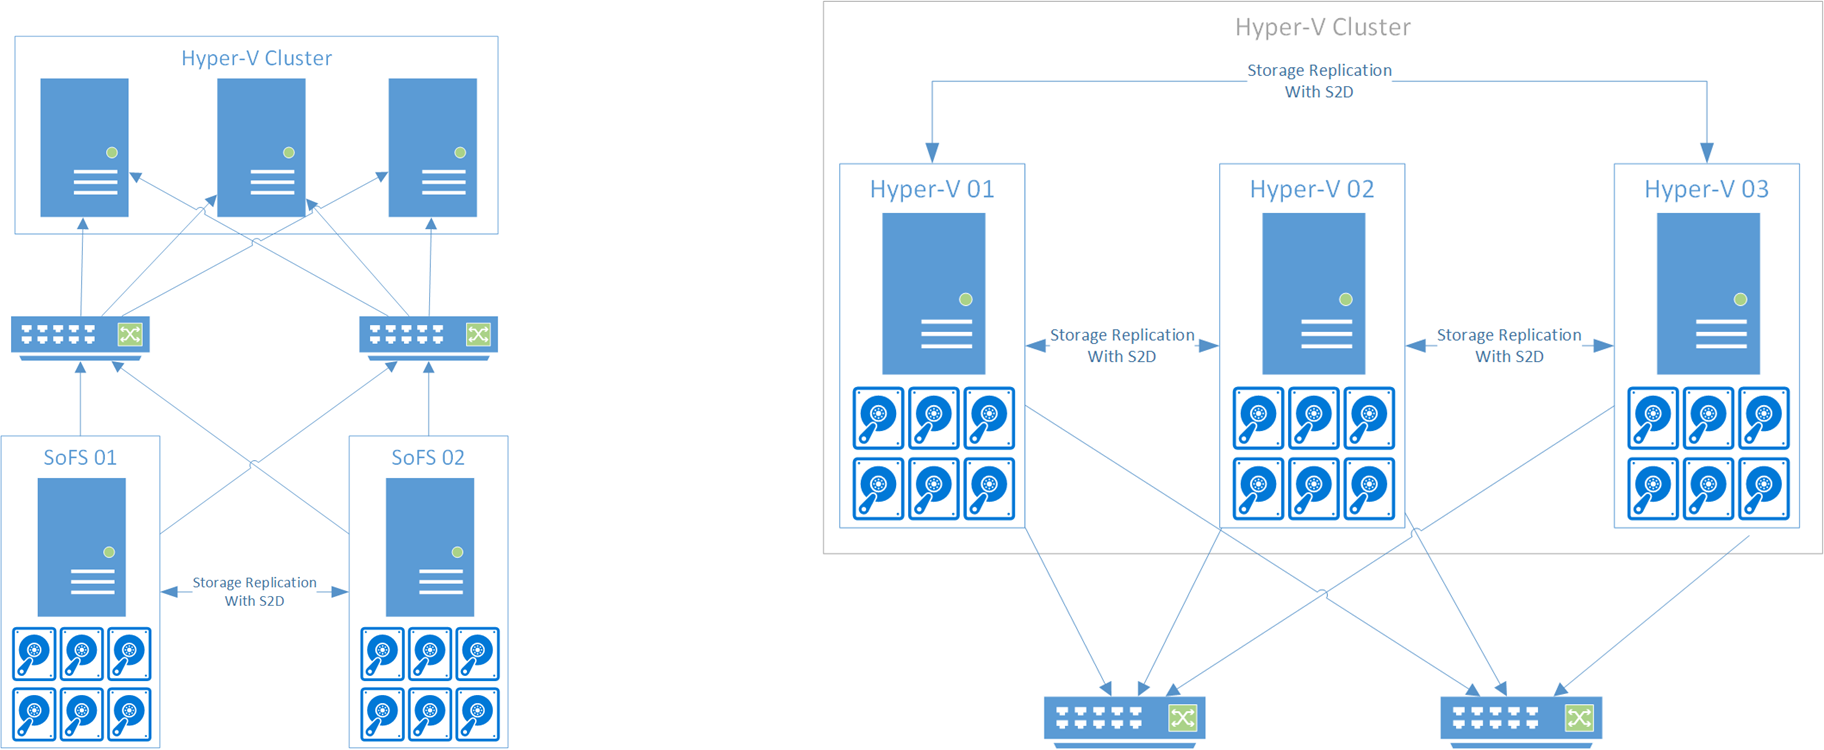 Hyper-V Cluster
SoFS 01
SoFS 02
Storage Replication
With S2D
Hyper-V Cluster
Storage Replication
With S2D
Hyper-V 01
Hyper-V 02
Hyper-V 03
Storage Replication
With S2D
Storage Replication
With S2D